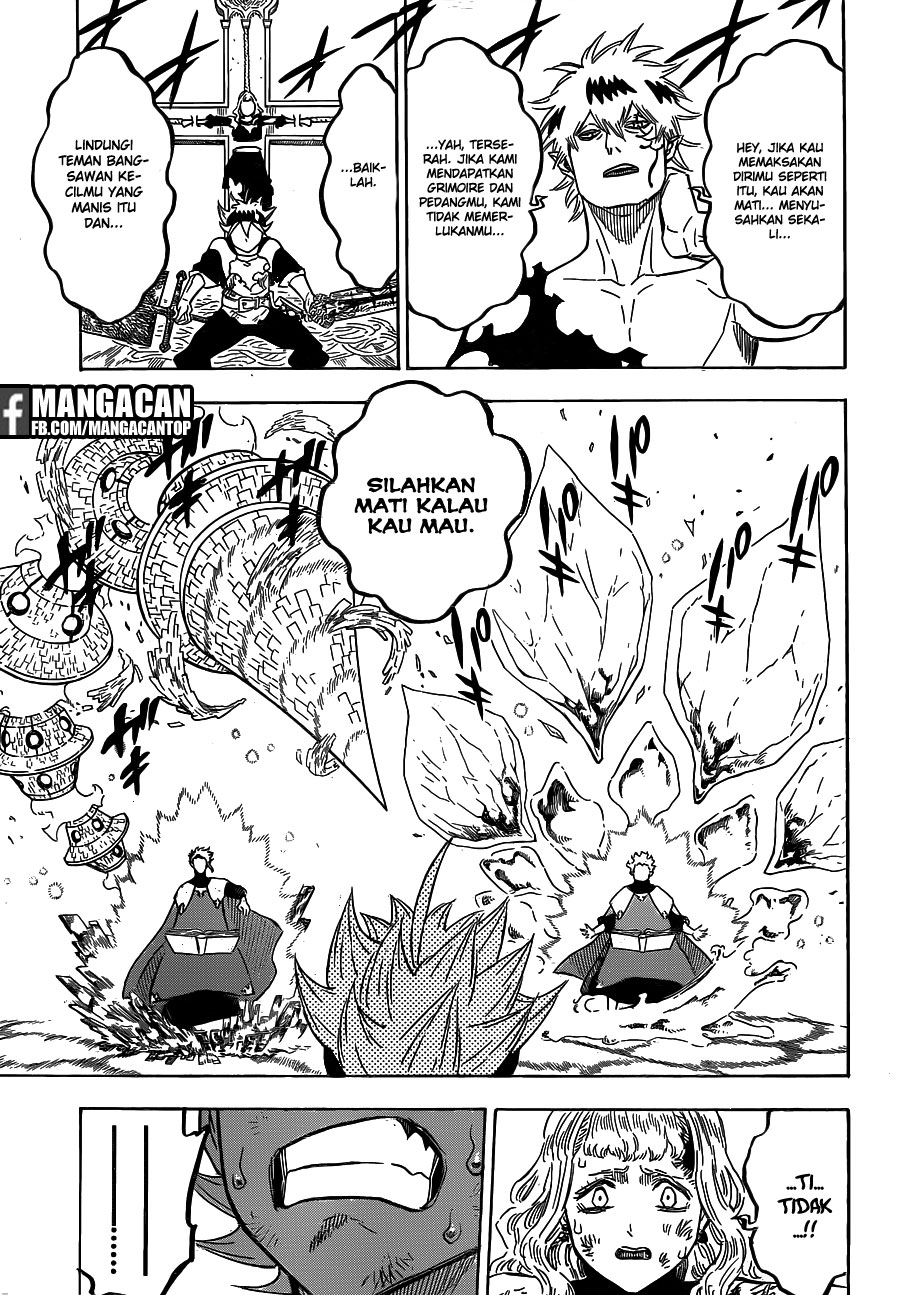 HEY, JIKA KAU
MEMAKSAKAN
DIRIMU SEPERTI
ITU, KAU AKAN
MATI... MENYU-
SAHKAN SEKA-
LI...
...YAH, TERSE-
RAH. JIKA KAMI
MENDAPATKAN
GRIMOIRE DAN
PEDANGMU, KAMI
TIDAK MEMER-
LUKANMU...
...BAIK-
LAH.
LINDUNGI
TEMAN BANG-
SAWAN KE-
CILMU YANG
MANIS ITU
DAN...
MANGACAN
FB.COM/MANGACANTOP
SILAHKAN
MATI KALAU
KAU MAU.
...TI...
TIDAK
...!!